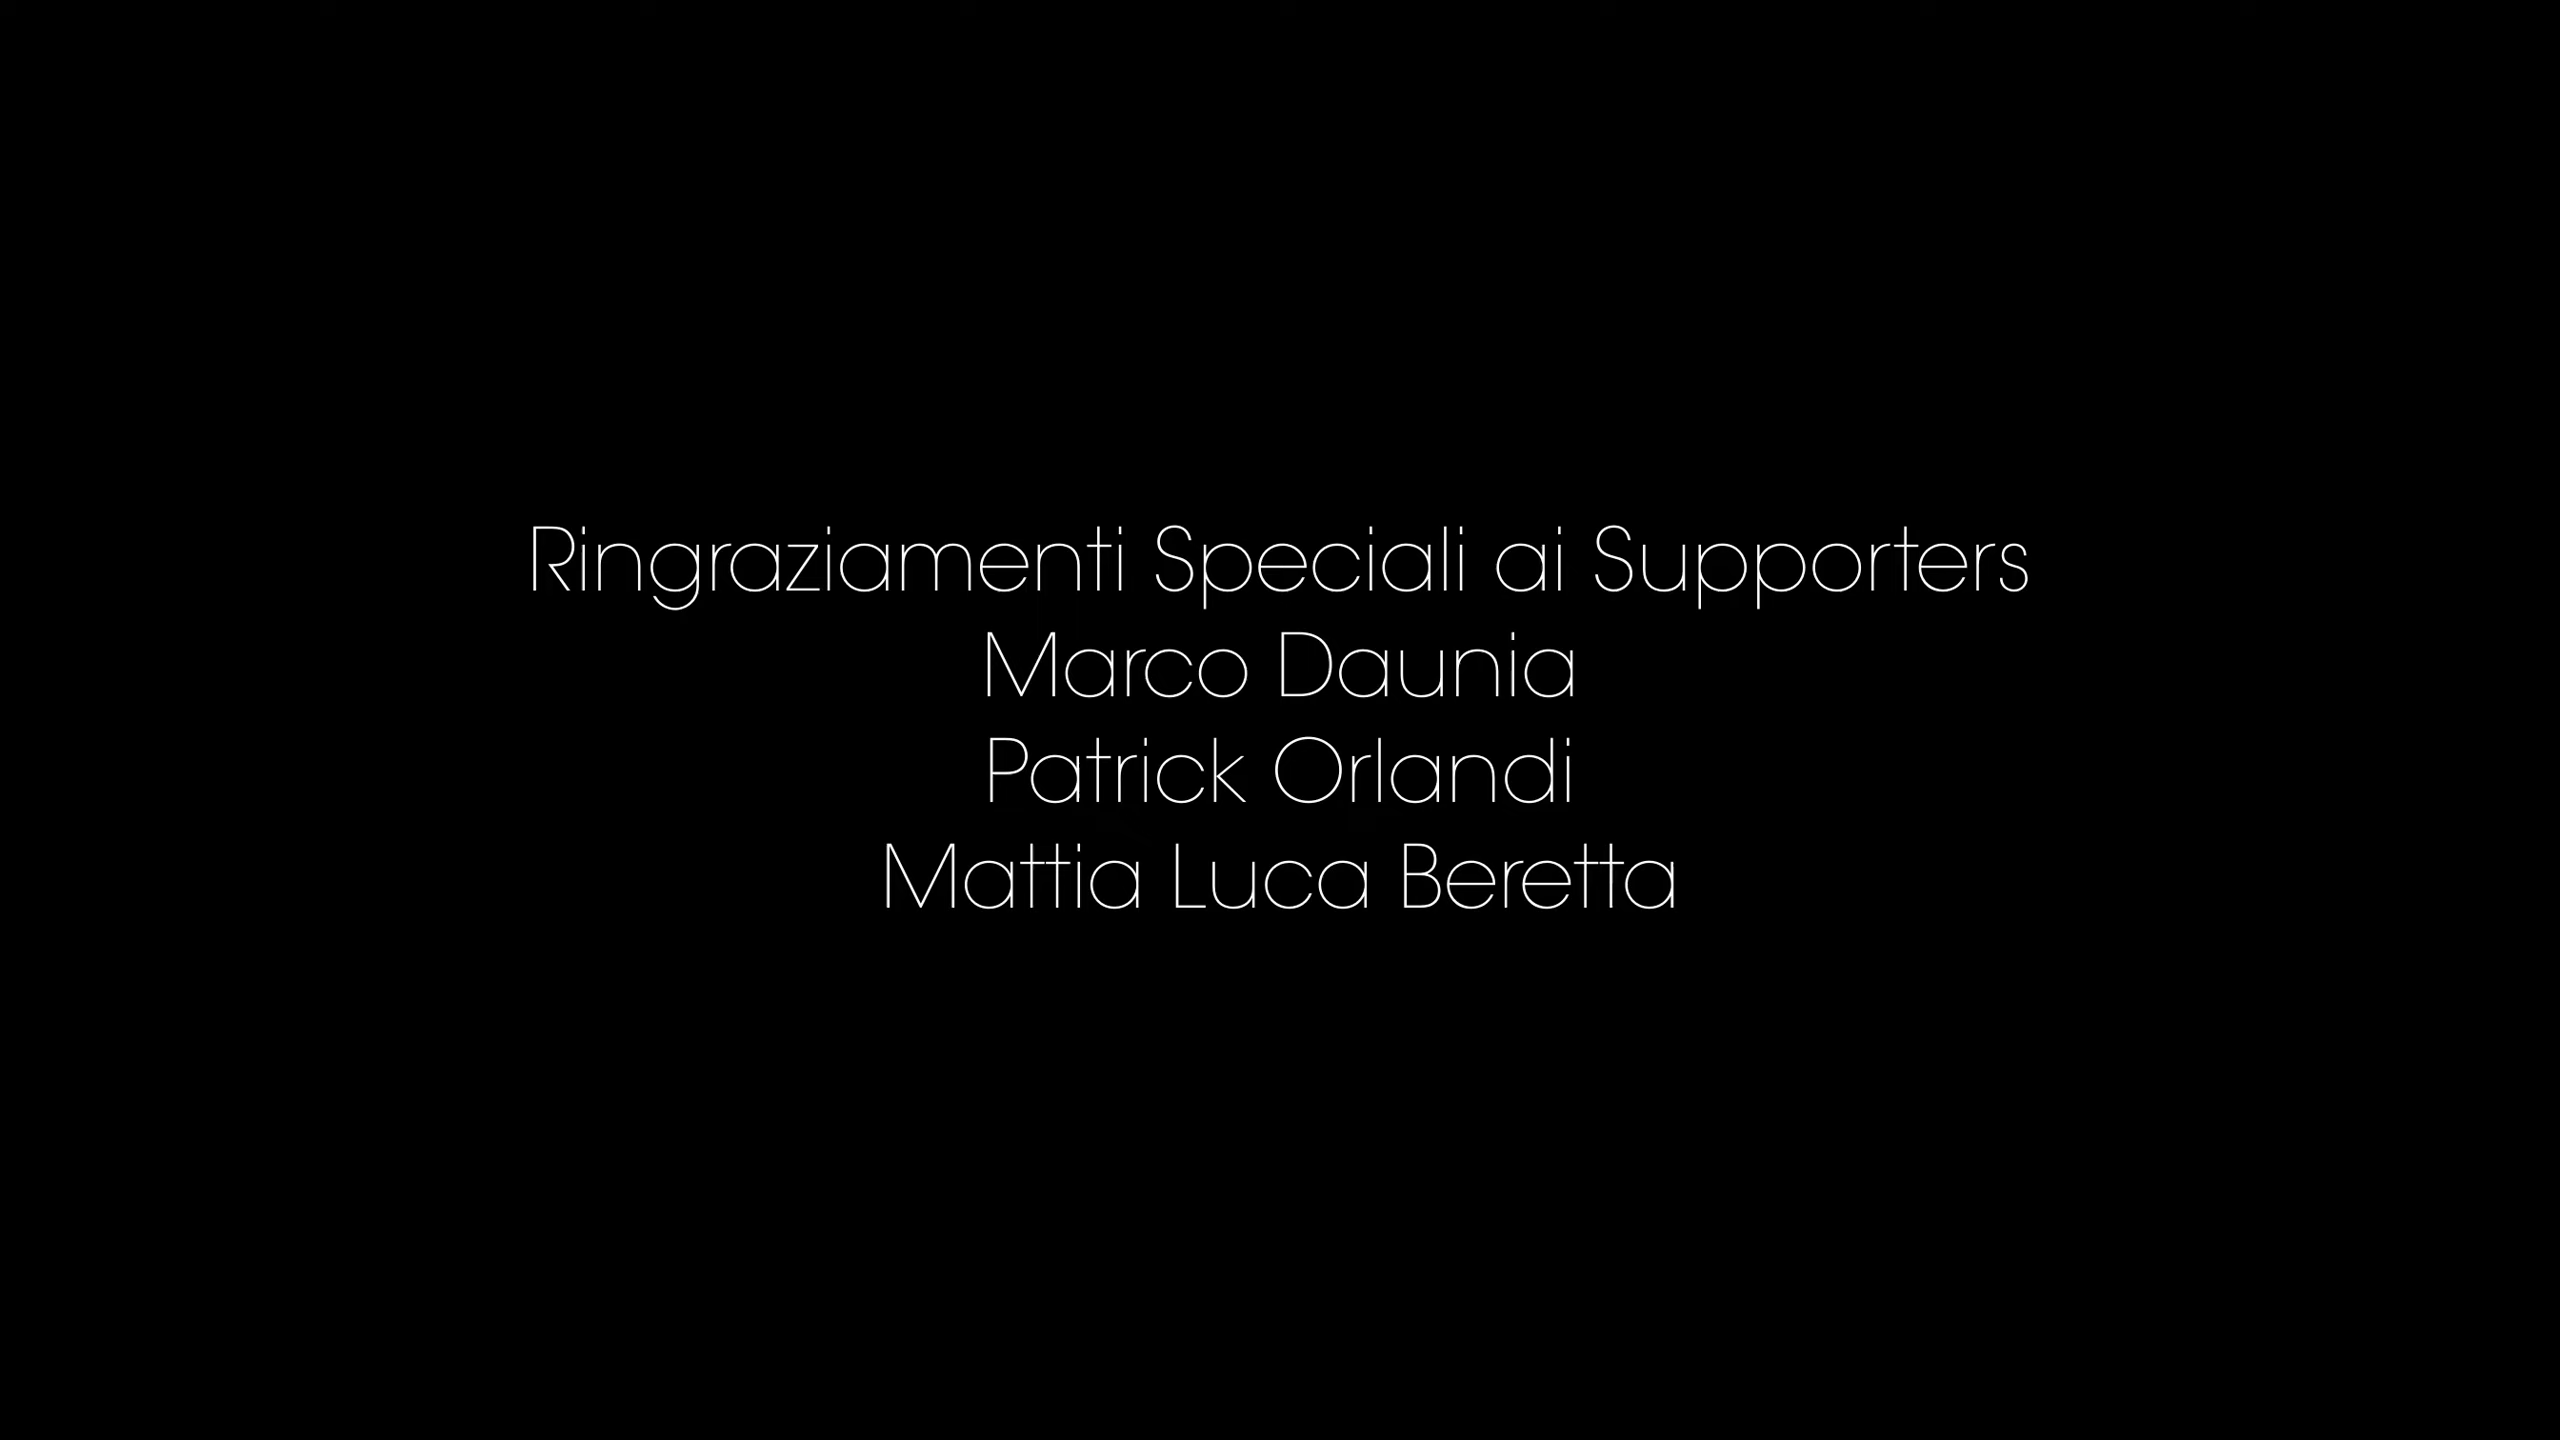 Ringraziamenti Speciali ai Supporters
Marco Daunia
Patrick Orlandi
Mattia Luca Beretta